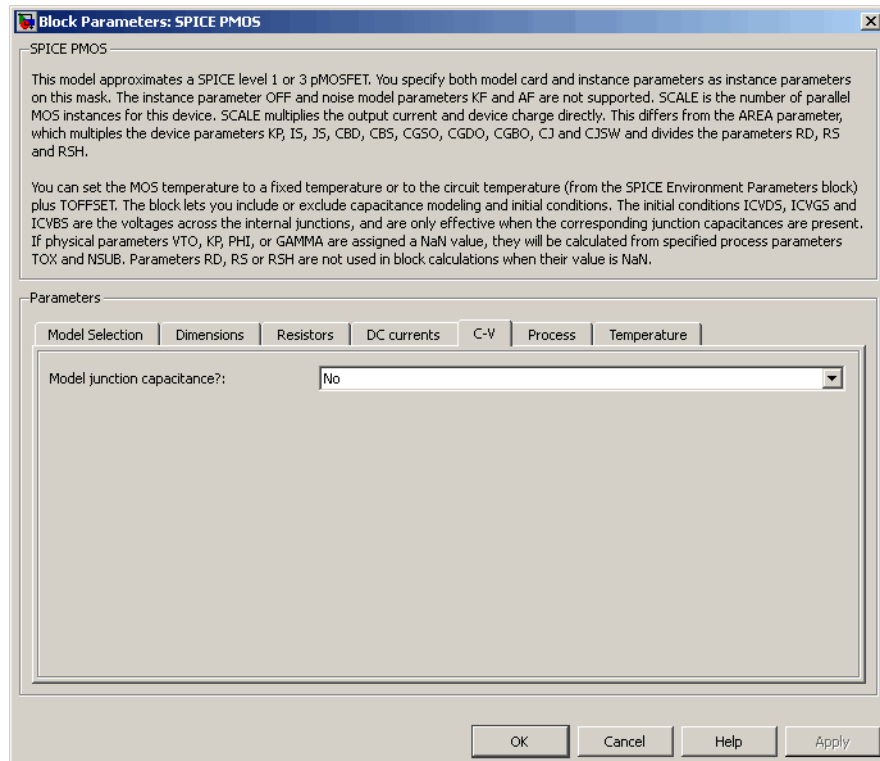 Block Parameters: SPICE PMOS
SPICE PMOS
This model approximates a SPICE level 1 or 3 pMOSFET. You specify both model card and instance parameters as instance parameters
on this mask. The instance parameter OFF and noise model parameters KF and AF are not supported. SCALE is the number of parallel
MOS instances for this device. SCALE multiplies the output current and device charge directly. This differs from the AREA parameter,
which multiples the device parameters KP, IS, JS, CBD, CBS, CGSO, CGDO, CGBO, CJ and CJSW and divides the parameters RD, RS
and RSH.
You can set the MOS temperature to a fixed temperature or to the circuit temperature (from the SPICE Environment Parameters block)
plus TOFFSET. The block lets you include or exclude capacitance modeling and initial conditions. The initial conditions ICVDS, ICVGS and
ICVBS are the voltages across the internal junctions, and are only effective when the corresponding junction capacitances are present.
If physical parameters VTO, KP, PHI, or GAMMA are assigned a NaN value, they will be calculated from specified process parameters
TOX and NSUB. Parameters RD, RS or RSH are not used in block calculations when their value is NaN.
Parameters
Model Selection Dimensions Resistors DC currents C-V Process Temperature
Model junction capacitance?: No
OK Cancel Help Apply